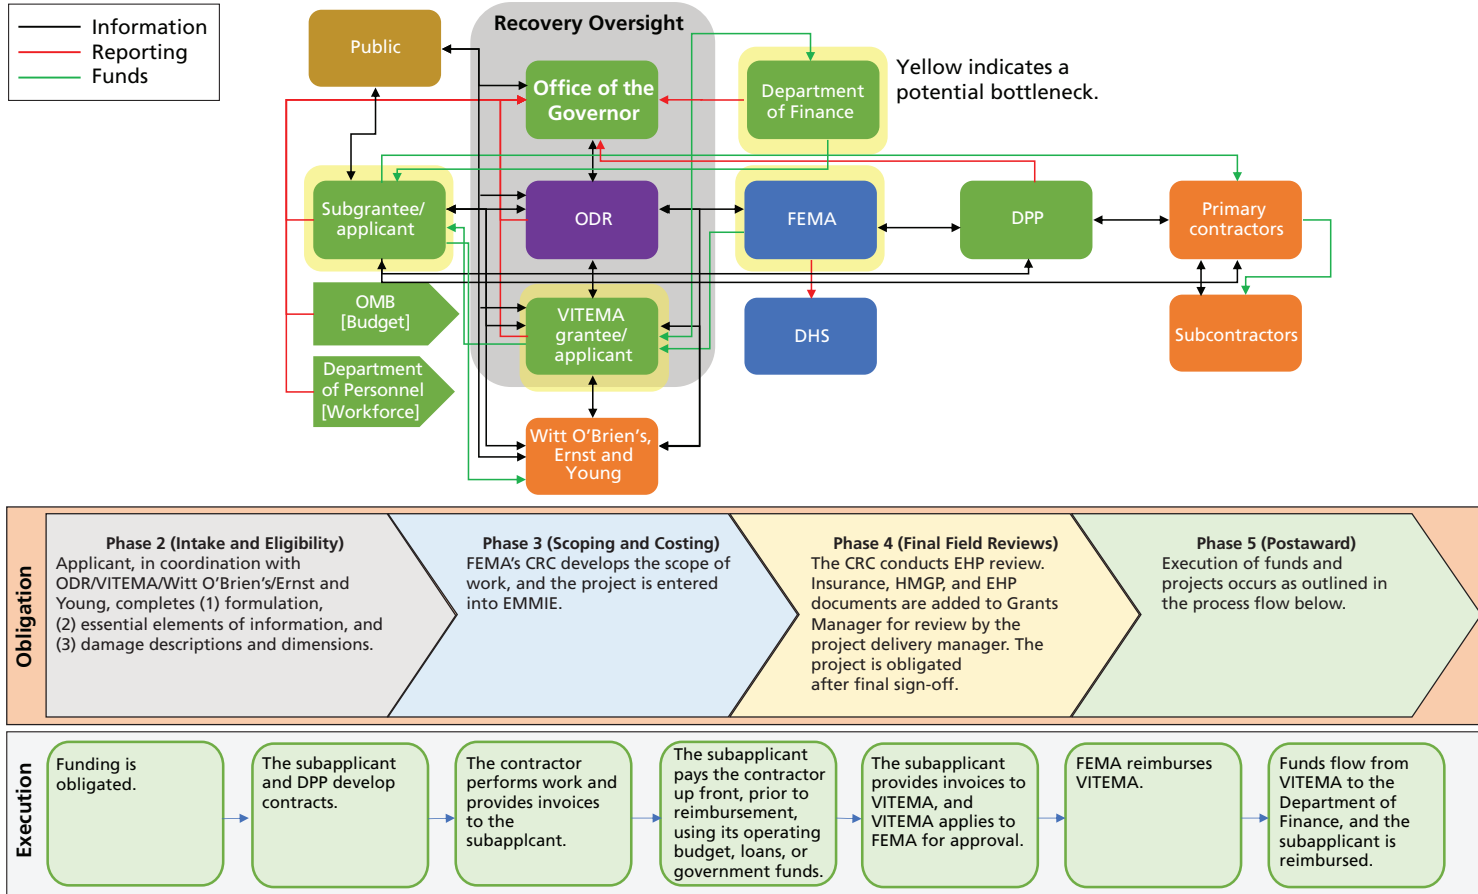 Information
Reporting
Funds
Public
Recovery Oversight
Office of the
Governor
Department
of Finance
Yellow indicates a
potential bottleneck.
Subgrantee/
applicant
ODR
FEMA
DPP
Primary
contractors
OMB
[Budget]
VITEMA
grantee/
applicant
DHS
Subcontractors
Department
of Personnel
[Workforce]
Witt O'Brien's,
Ernst and
Young
Obligation
Phase 2 (Intake and Eligibility)
Applicant, in coordination with
ODR/VITEMA/Witt O'Brien's/Ernst and
Young, completes (1) formulation,
(2) essential elements of information, and
(3) damage descriptions and dimensions.
Phase 3 (Scoping and Costing)
FEMA's CRC develops the scope of
work, and the project is entered
into EMMIE.
Phase 4 (Final Field Reviews)
The CRC conducts EHP review.
Insurance, HMGP, and EHP
documents are added to Grants
Manager for review by the
project delivery manager. The
project is obligated
after final sign-off.
Phase 5 (Postaward)
Execution of funds and
projects occurs as outlined in
the process flow below.
Execution
Funding is
obligated.
The subapplicant
and DPP develop
contracts.
The contractor
performs work and
provides invoices
to the
subapplcant.
The subapplicant
pays the contractor
up front, prior to
reimbursement,
using its operating
budget, loans, or
government funds.
The subapplicant
provides invoices to
VITEMA, and
VITEMA applies to
FEMA for approval.
FEMA reimburses
VITEMA.
Funds flow from
VITEMA to the
Department of
Finance, and the
subapplicant is
reimbursed.